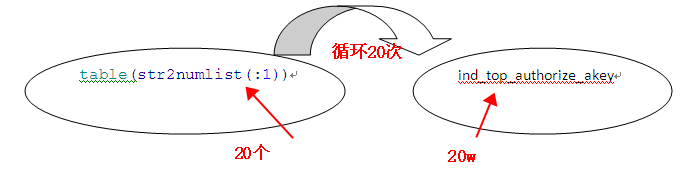 循环20次
table(str2numlist(:1))↵
ind_top_authorize_akey↵
20个
20w